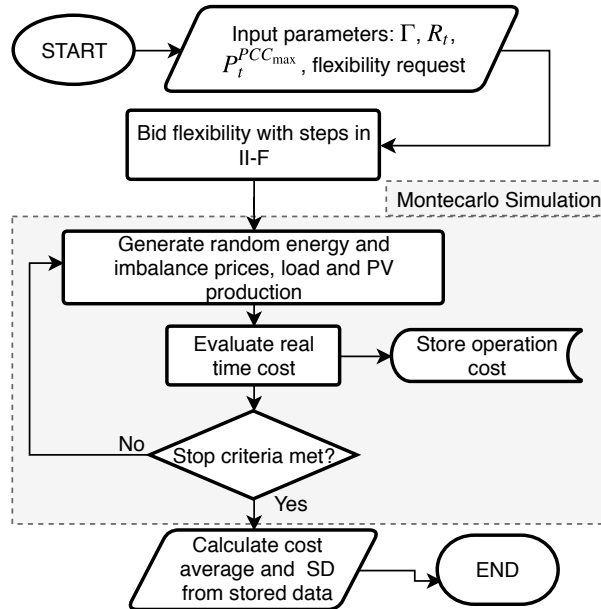 START
Input parameters: Γ, R_t,
P_t^{PCC_max}, flexibility request
Bid flexibility with steps in
II-F
Montecarlo Simulation
Generate random energy and
imbalance prices, load and PV
production
Evaluate real
time cost
Store operation
cost
No
Stop criteria met?
Yes
Calculate cost
average and SD
from stored data
END